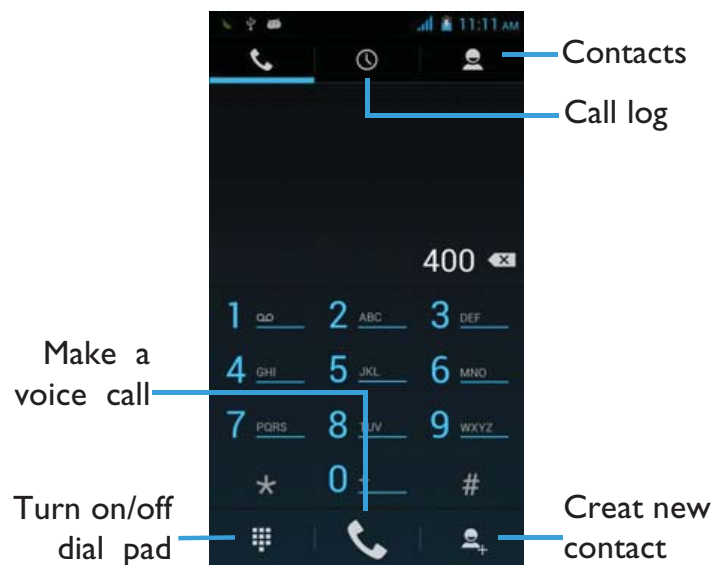 11:11 AM
Contacts
Call log
400
1
2 ABC
3 DEF
4 GHI
5 JKL
6 MNO
Make a
voice call
7 PQRS
8 TUV
9 WXYZ
*
0
#
Turn on/off
dial pad
Creat new
contact